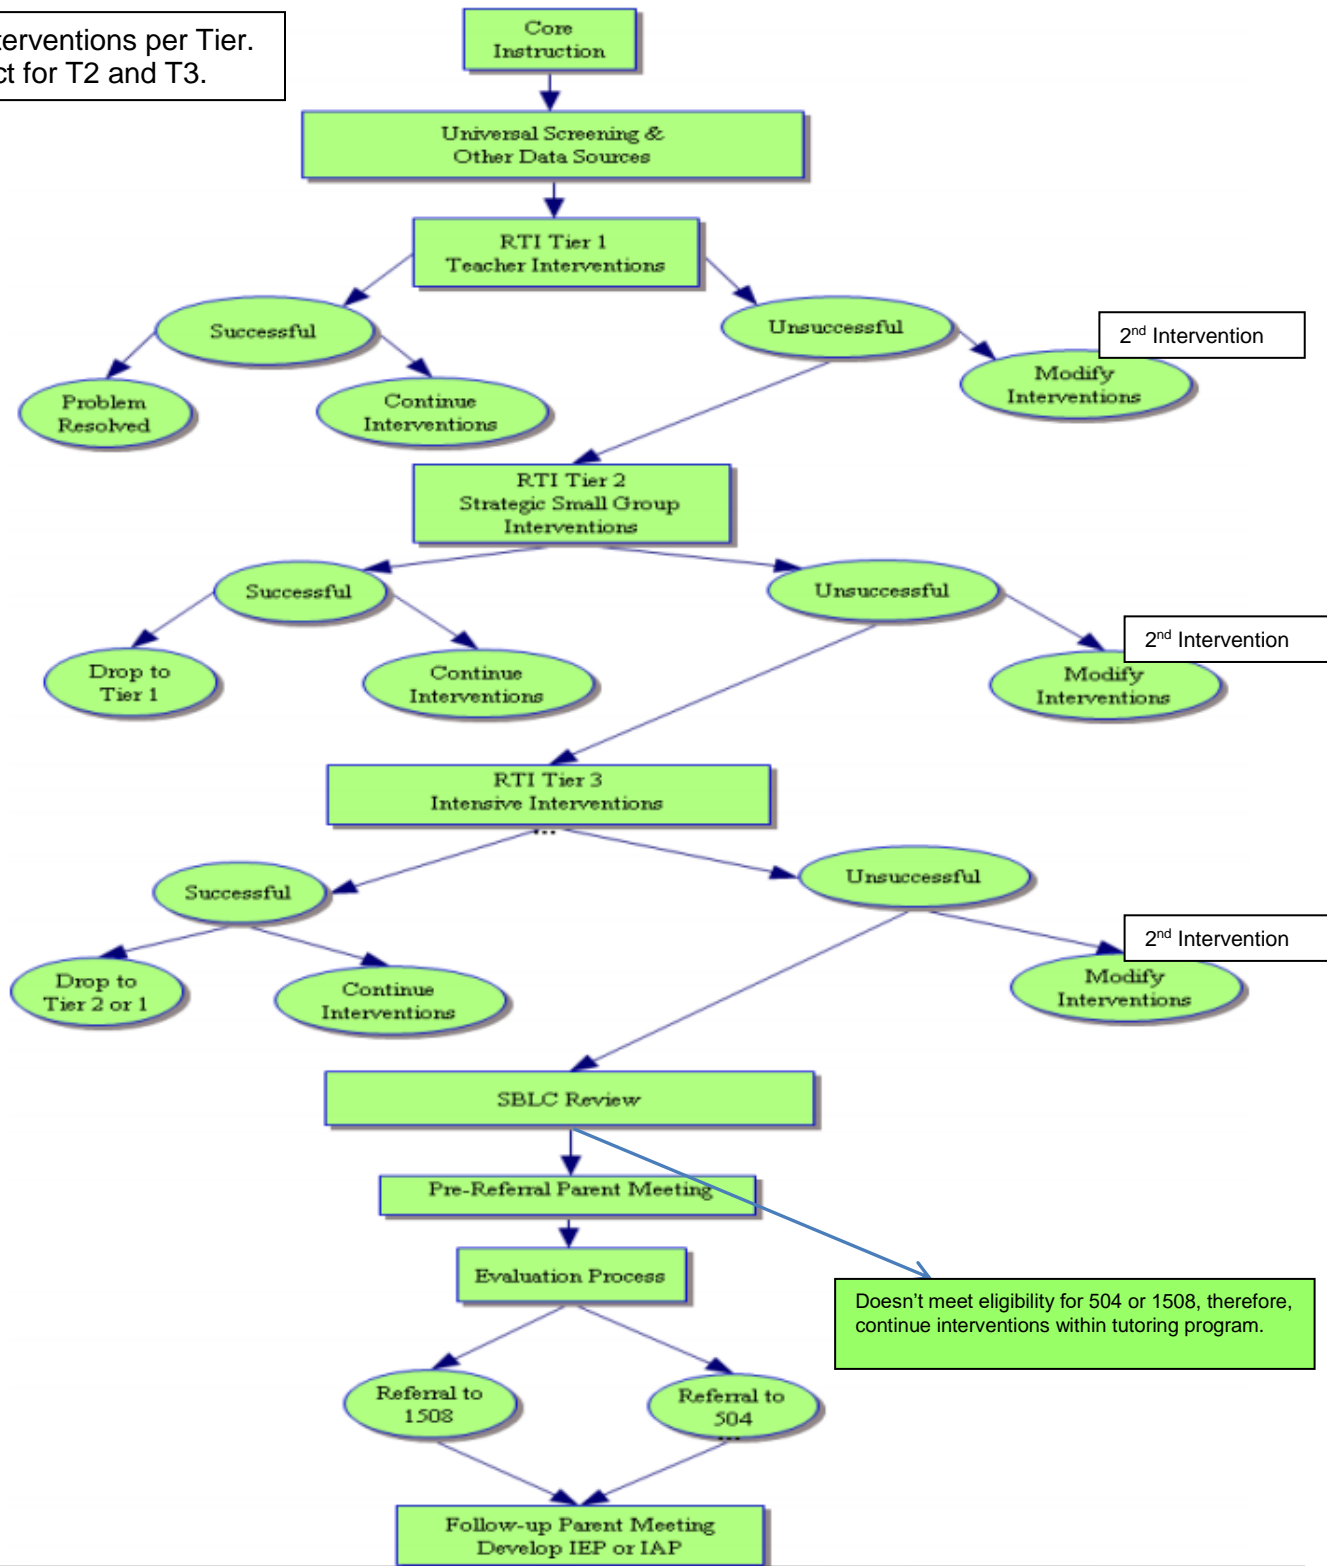 terventions per Tier.
ct for T2 and T3.
Core
Instruction
Universal Screening &
Other Data Sources
RTI Tier 1
Teacher Interventions
Successful
Unsuccessful
2nd Intervention
Problem
Resolved
Continue
Interventions
Modify
Interventions
RTI Tier 2
Strategic Small Group
Interventions
Successful
Unsuccessful
2nd Intervention
Drop to
Tier 1
Continue
Interventions
Modify
Interventions
RTI Tier 3
Intensive Interventions
...
Successful
Unsuccessful
2nd Intervention
Drop to
Tier 2 or 1
Continue
Interventions
Modify
Interventions
SBLC Review
Pre-Referral Parent Meeting
Evaluation Process
Doesn’t meet eligibility for 504 or 1508, therefore,
continue interventions within tutoring program.
Referral to
1508
Referral to
504
...
Follow-up Parent Meeting
Develop IEP or IAP